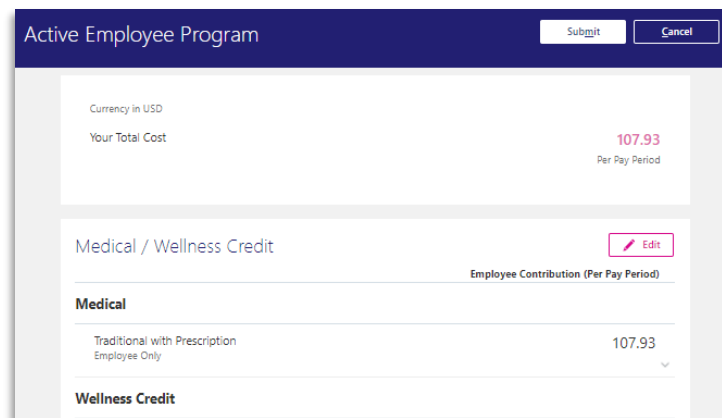 Active Employee Program
Submit
Cancel
Currency in USD
Your Total Cost
107.93
Per Pay Period
Medical / Wellness Credit
Edit
Employee Contribution (Per Pay Period)
Medical
Traditional with Prescription
107.93
Employee Only
Wellness Credit